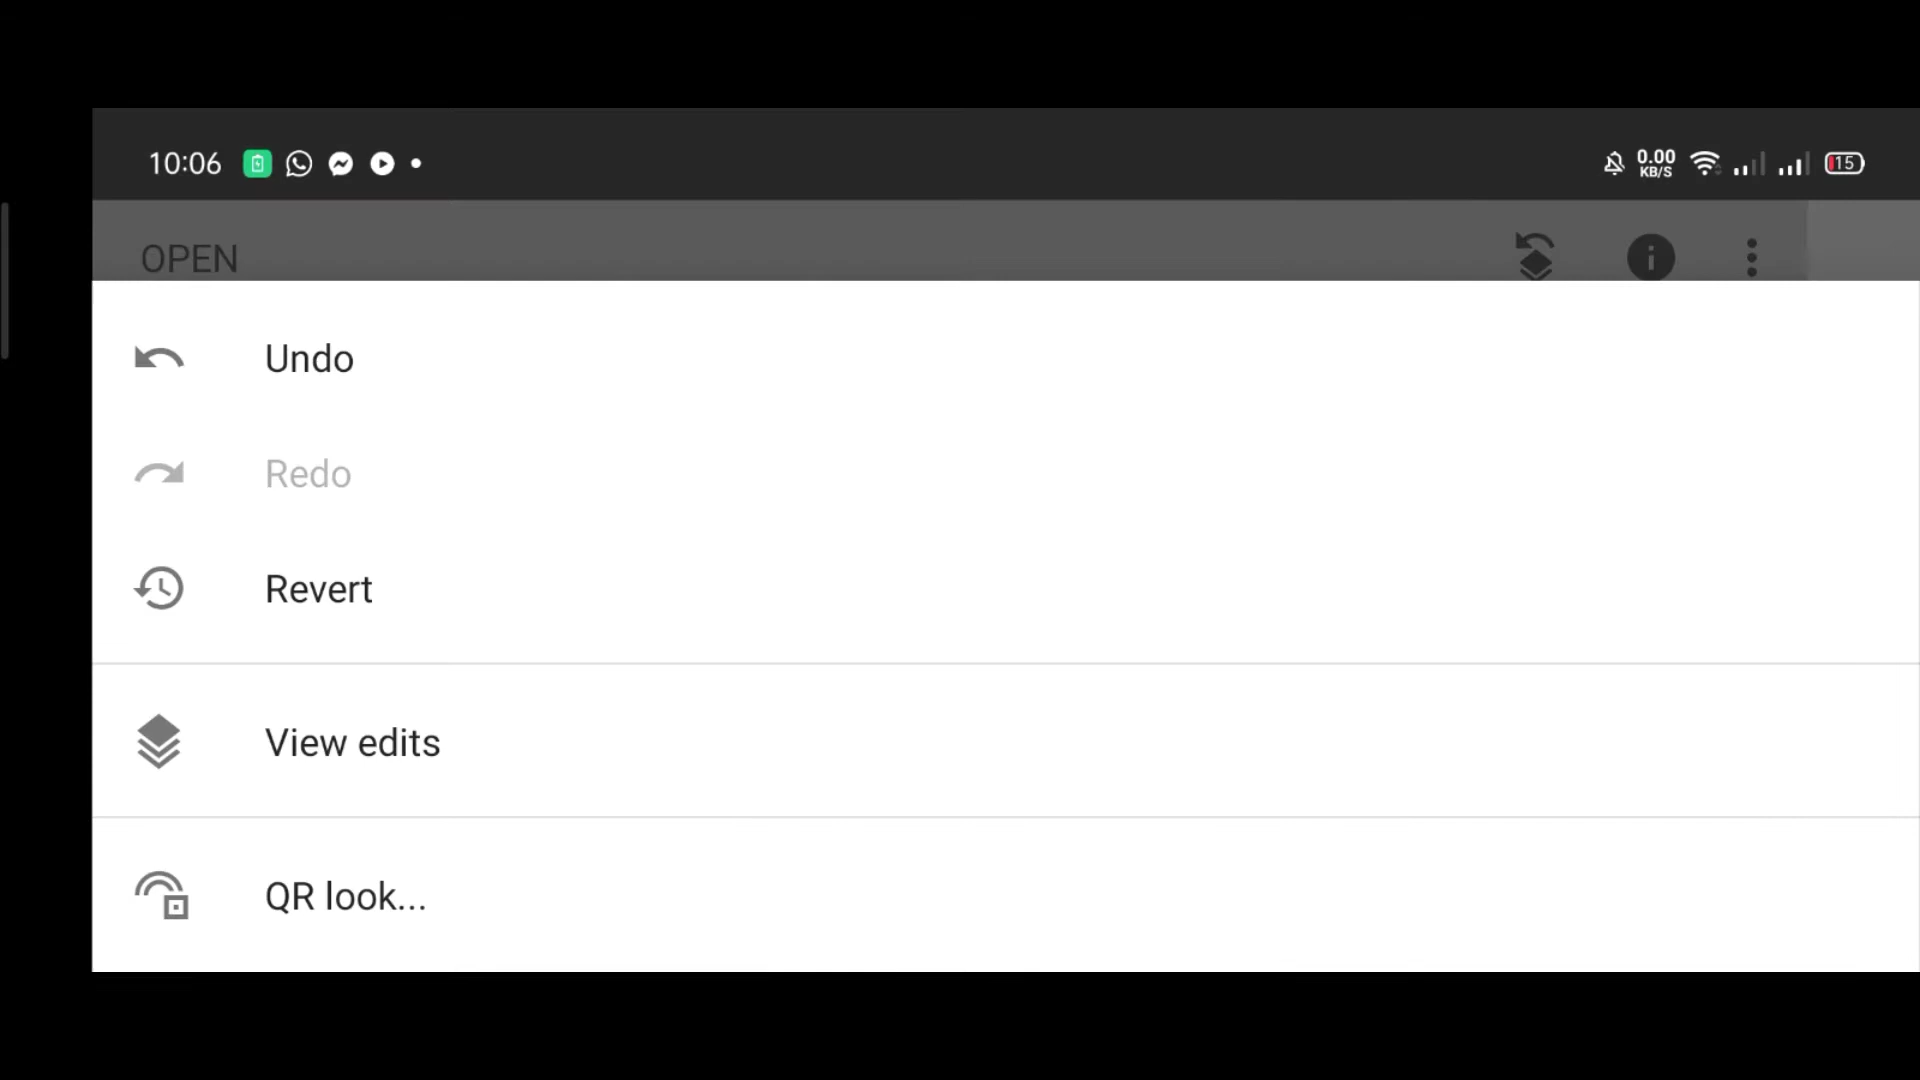 10:06 0.00 KB/S 15
OPEN
Undo
Redo
Revert
View edits
QR look...